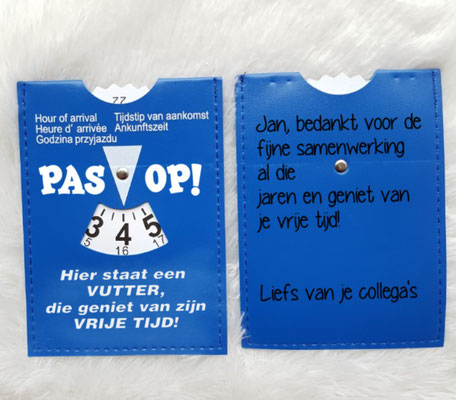 Hour of arrival Tijdstip van aankomst
Heure d' arrivée Ankunftszeit
Godzina przyjazdu
PAS OP!
3 4 5
5 16 17
Hier staat een
VUTTER,
die geniet van zijn
VRIJE TIJD!
Jan, bedankt voor de
fijne samenwerking
al die
jaren en geniet van
je vrije tijd!
Liefs van je collega's